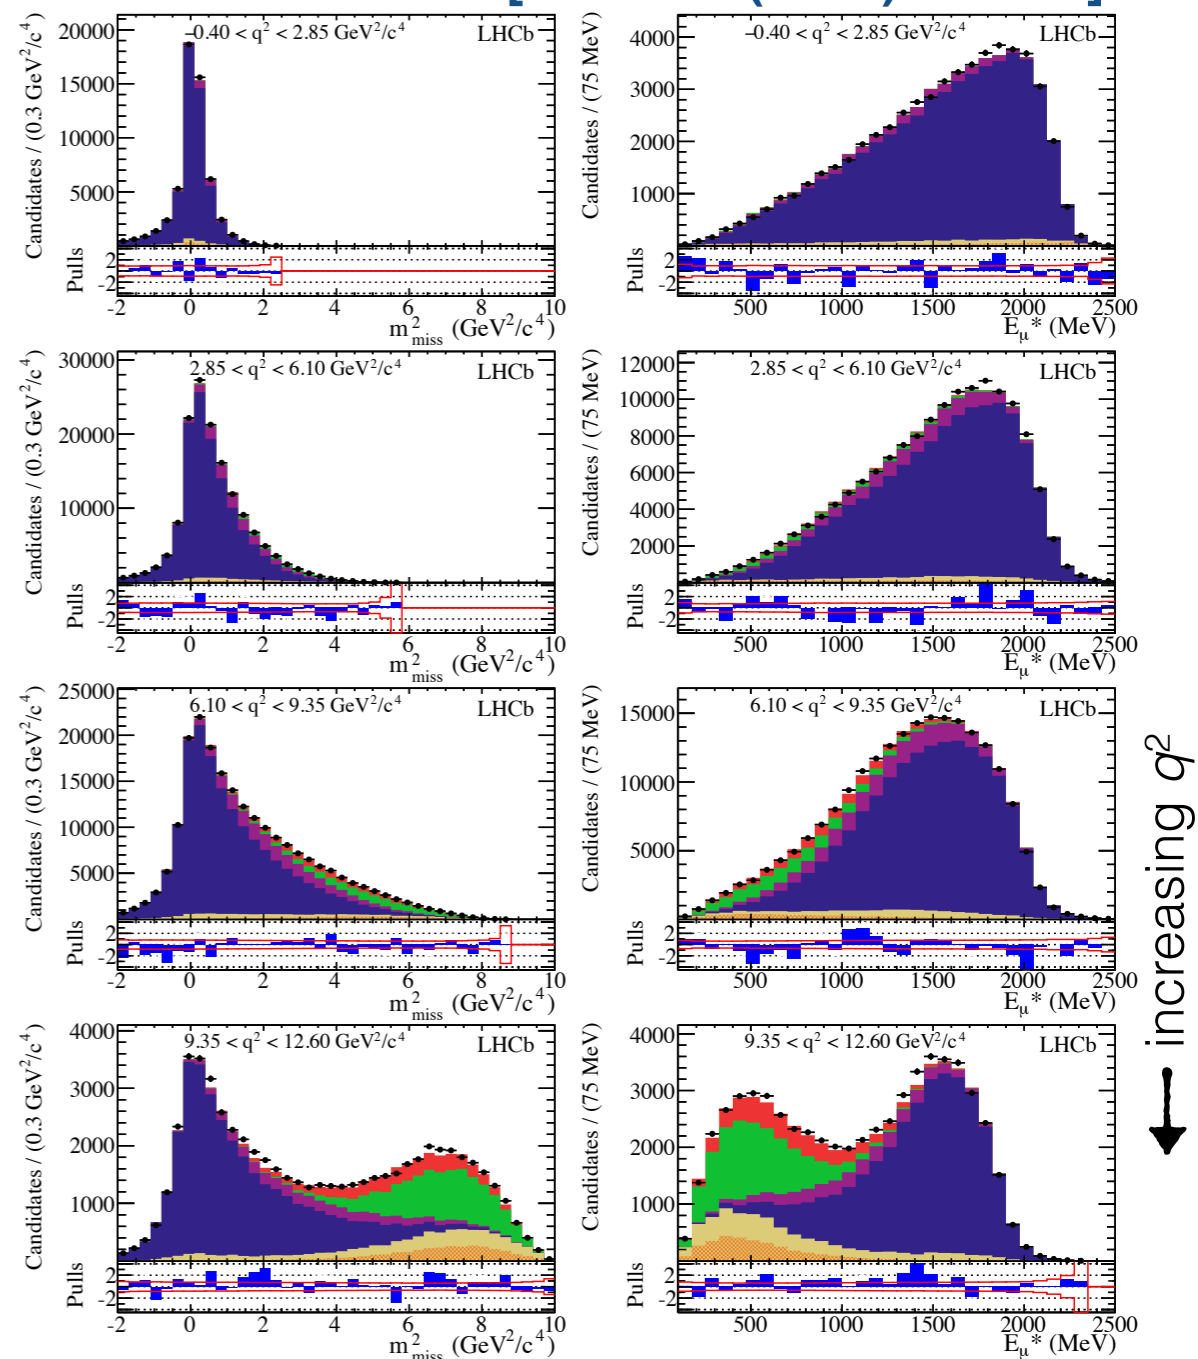 −0.40 < q² < 2.85 GeV²/c⁴ LHCb
Candidates / (0.3 GeV²/c⁴)
20000
15000
10000
5000
Pulls
2
-2
-2 0 2 4 6 8 10
m²miss (GeV²/c⁴)
−0.40 < q² < 2.85 GeV²/c⁴ LHCb
Candidates / (75 MeV)
4000
3000
2000
1000
Pulls
2
-2
500 1000 1500 2000 2500
Eμ* (MeV)
2.85 < q² < 6.10 GeV²/c⁴ LHCb
Candidates / (0.3 GeV²/c⁴)
30000
20000
10000
Pulls
2
-2
-2 0 2 4 6 8 10
m²miss (GeV²/c⁴)
2.85 < q² < 6.10 GeV²/c⁴ LHCb
Candidates / (75 MeV)
12000
10000
8000
6000
4000
2000
Pulls
2
-2
500 1000 1500 2000 2500
Eμ* (MeV)
6.10 < q² < 9.35 GeV²/c⁴ LHCb
Candidates / (0.3 GeV²/c⁴)
25000
20000
15000
10000
5000
Pulls
2
-2
-2 0 2 4 6 8 10
m²miss (GeV²/c⁴)
6.10 < q² < 9.35 GeV²/c⁴ LHCb
Candidates / (75 MeV)
15000
10000
5000
Pulls
2
-2
500 1000 1500 2000 2500
Eμ* (MeV)
9.35 < q² < 12.60 GeV²/c⁴ LHCb
Candidates / (0.3 GeV²/c⁴)
4000
3000
2000
1000
Pulls
2
-2
-2 0 2 4 6 8 10
m²miss (GeV²/c⁴)
9.35 < q² < 12.60 GeV²/c⁴ LHCb
Candidates / (75 MeV)
4000
3000
2000
1000
Pulls
2
-2
500 1000 1500 2000 2500
Eμ* (MeV)
increasing q²